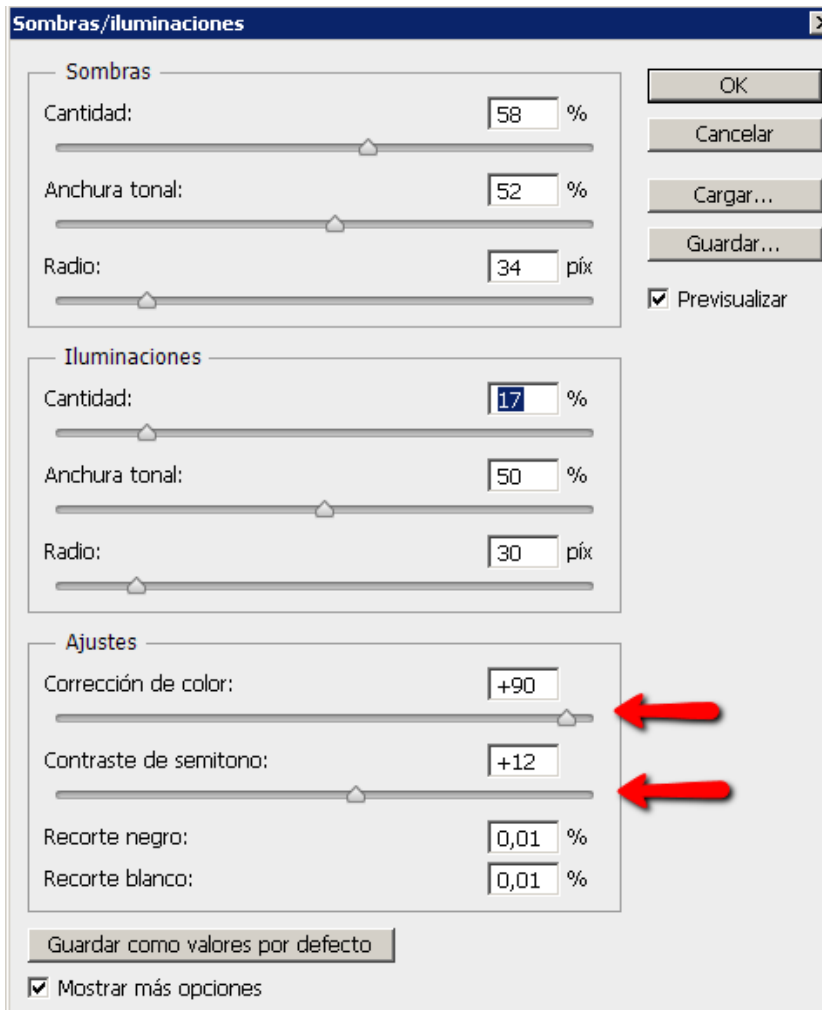 Sombras/iluminaciones
Sombras
Cantidad: 58 %
Anchura tonal: 52 %
Radio: 34 píx
Iluminaciones
Cantidad: 17 %
Anchura tonal: 50 %
Radio: 30 píx
Ajustes
Corrección de color: +90
Contraste de semitono: +12
Recorte negro: 0,01 %
Recorte blanco: 0,01 %
Guardar como valores por defecto
Mostrar más opciones
OK
Cancelar
Cargar...
Guardar...
Previsualizar